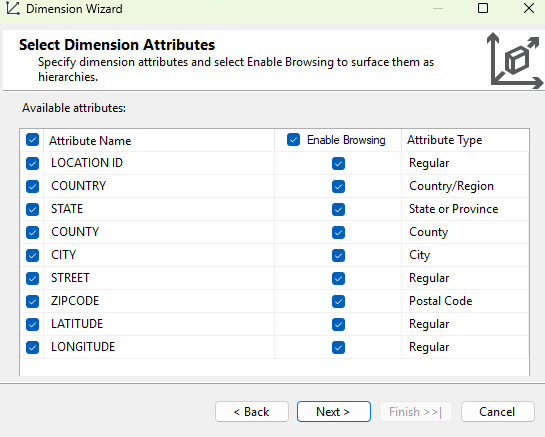 Dimension Wizard
Select Dimension Attributes
Specify dimension attributes and select Enable Browsing to surface them as
hierarchies.
Available attributes:
Attribute Name Enable Browsing Attribute Type
LOCATION ID Regular
COUNTRY Country/Region
STATE State or Province
COUNTY County
CITY City
STREET Regular
ZIPCODE Postal Code
LATITUDE Regular
LONGITUDE Regular
< Back Next > Finish >>| Cancel